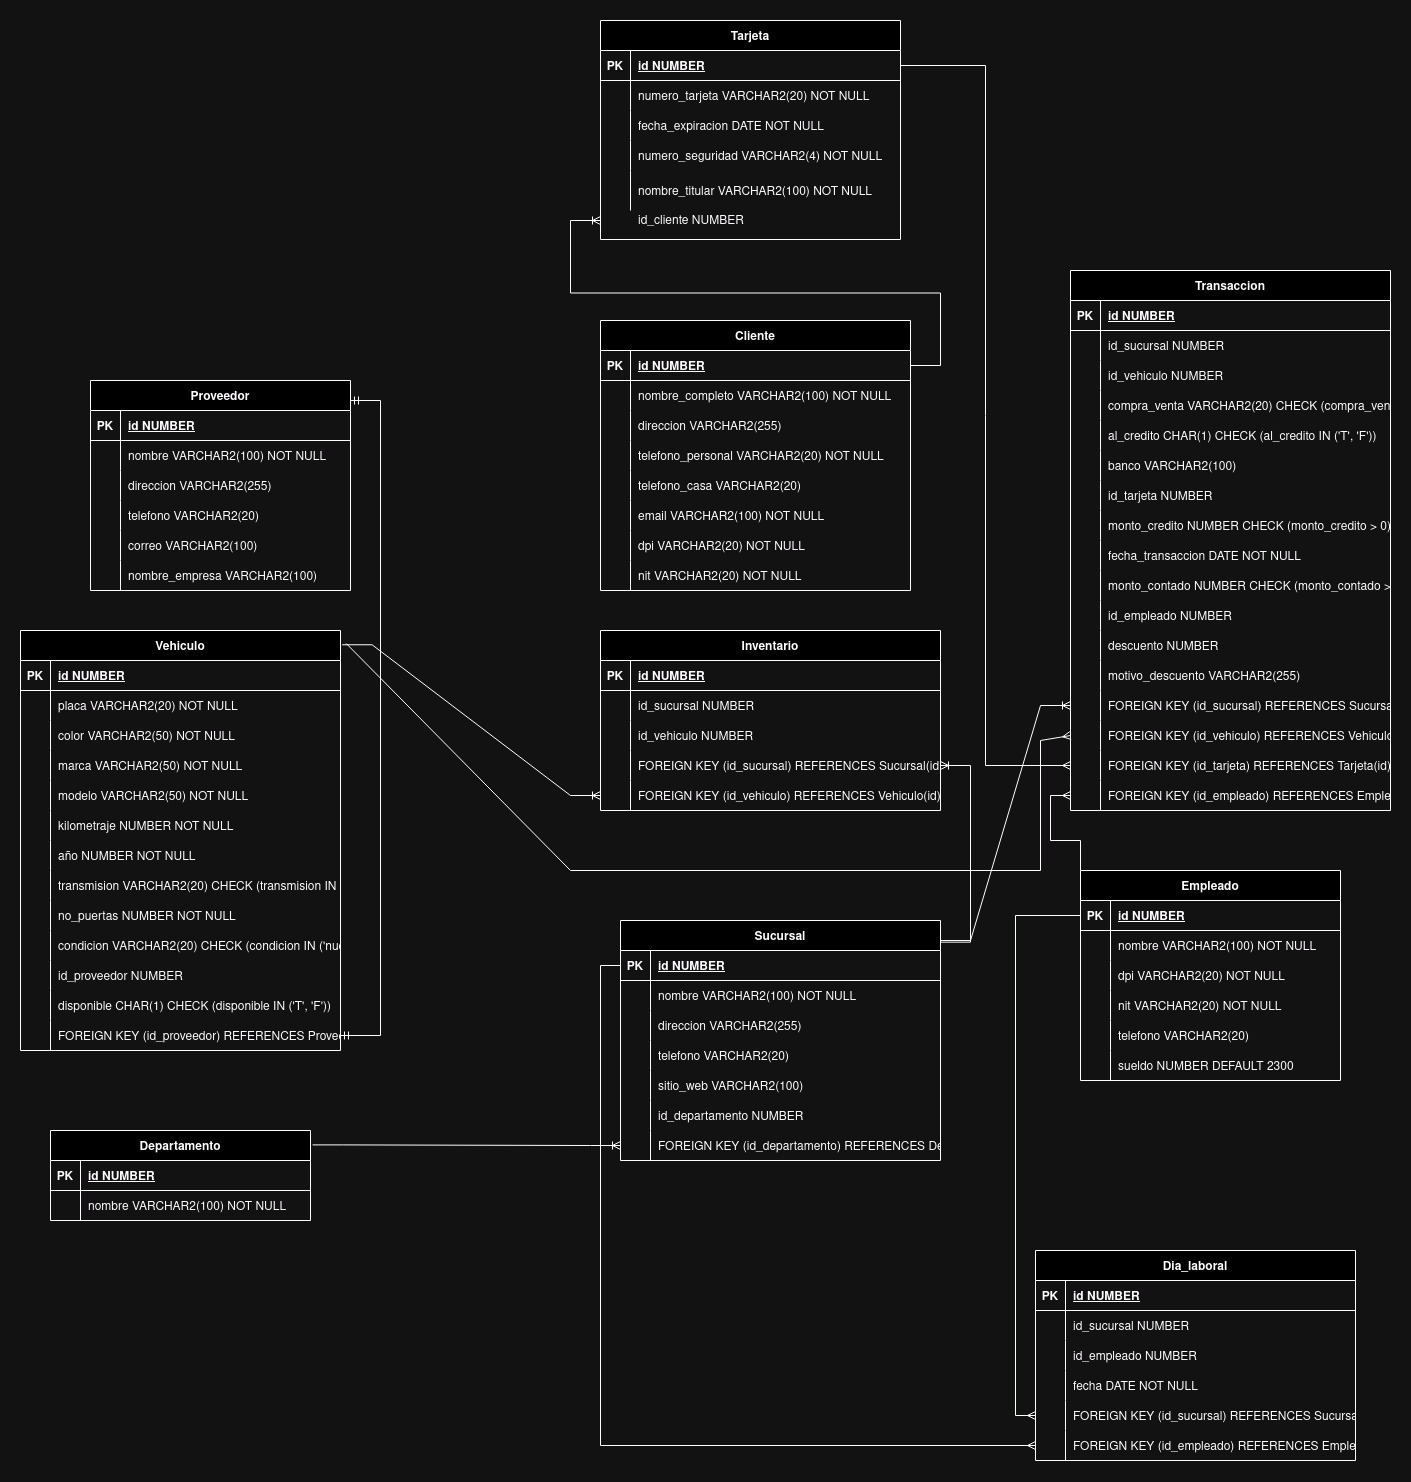 Tarjeta
PK id NUMBER
numero_tarjeta VARCHAR2(20) NOT NULL
fecha_expiracion DATE NOT NULL
numero_seguridad VARCHAR2(4) NOT NULL
nombre_titular VARCHAR2(100) NOT NULL
id_cliente NUMBER
Cliente
PK id NUMBER
nombre_completo VARCHAR2(100) NOT NULL
direccion VARCHAR2(255)
telefono_personal VARCHAR2(20) NOT NULL
telefono_casa VARCHAR2(20)
email VARCHAR2(100) NOT NULL
dpi VARCHAR2(20) NOT NULL
nit VARCHAR2(20) NOT NULL
Transaccion
PK id NUMBER
id_sucursal NUMBER
id_vehiculo NUMBER
compra_venta VARCHAR2(20) CHECK (compra_ven
al_credito CHAR(1) CHECK (al_credito IN ('T', 'F'))
banco VARCHAR2(100)
id_tarjeta NUMBER
monto_credito NUMBER CHECK (monto_credito > 0)
fecha_transaccion DATE NOT NULL
monto_contado NUMBER CHECK (monto_contado >
id_empleado NUMBER
descuento NUMBER
motivo_descuento VARCHAR2(255)
FOREIGN KEY (id_sucursal) REFERENCES Sucursa
FOREIGN KEY (id_vehiculo) REFERENCES Vehiculo
FOREIGN KEY (id_tarjeta) REFERENCES Tarjeta(id)
FOREIGN KEY (id_empleado) REFERENCES Emple
Proveedor
PK id NUMBER
nombre VARCHAR2(100) NOT NULL
direccion VARCHAR2(255)
telefono VARCHAR2(20)
correo VARCHAR2(100)
nombre_empresa VARCHAR2(100)
Vehiculo
PK id NUMBER
placa VARCHAR2(20) NOT NULL
color VARCHAR2(50) NOT NULL
marca VARCHAR2(50) NOT NULL
modelo VARCHAR2(50) NOT NULL
kilometraje NUMBER NOT NULL
año NUMBER NOT NULL
transmision VARCHAR2(20) CHECK (transmision IN
no_puertas NUMBER NOT NULL
condicion VARCHAR2(20) CHECK (condicion IN ('nu
id_proveedor NUMBER
disponible CHAR(1) CHECK (disponible IN ('T', 'F'))
FOREIGN KEY (id_proveedor) REFERENCES Prove
Inventario
PK id NUMBER
id_sucursal NUMBER
id_vehiculo NUMBER
FOREIGN KEY (id_sucursal) REFERENCES Sucursal(id
FOREIGN KEY (id_vehiculo) REFERENCES Vehiculo(id)
Empleado
PK id NUMBER
nombre VARCHAR2(100) NOT NULL
dpi VARCHAR2(20) NOT NULL
nit VARCHAR2(20) NOT NULL
telefono VARCHAR2(20)
sueldo NUMBER DEFAULT 2300
Sucursal
PK id NUMBER
nombre VARCHAR2(100) NOT NULL
direccion VARCHAR2(255)
telefono VARCHAR2(20)
sitio_web VARCHAR2(100)
id_departamento NUMBER
FOREIGN KEY (id_departamento) REFERENCES De
Departamento
PK id NUMBER
nombre VARCHAR2(100) NOT NULL
Dia_laboral
PK id NUMBER
id_sucursal NUMBER
id_empleado NUMBER
fecha DATE NOT NULL
FOREIGN KEY (id_sucursal) REFERENCES Sucursa
FOREIGN KEY (id_empleado) REFERENCES Emple